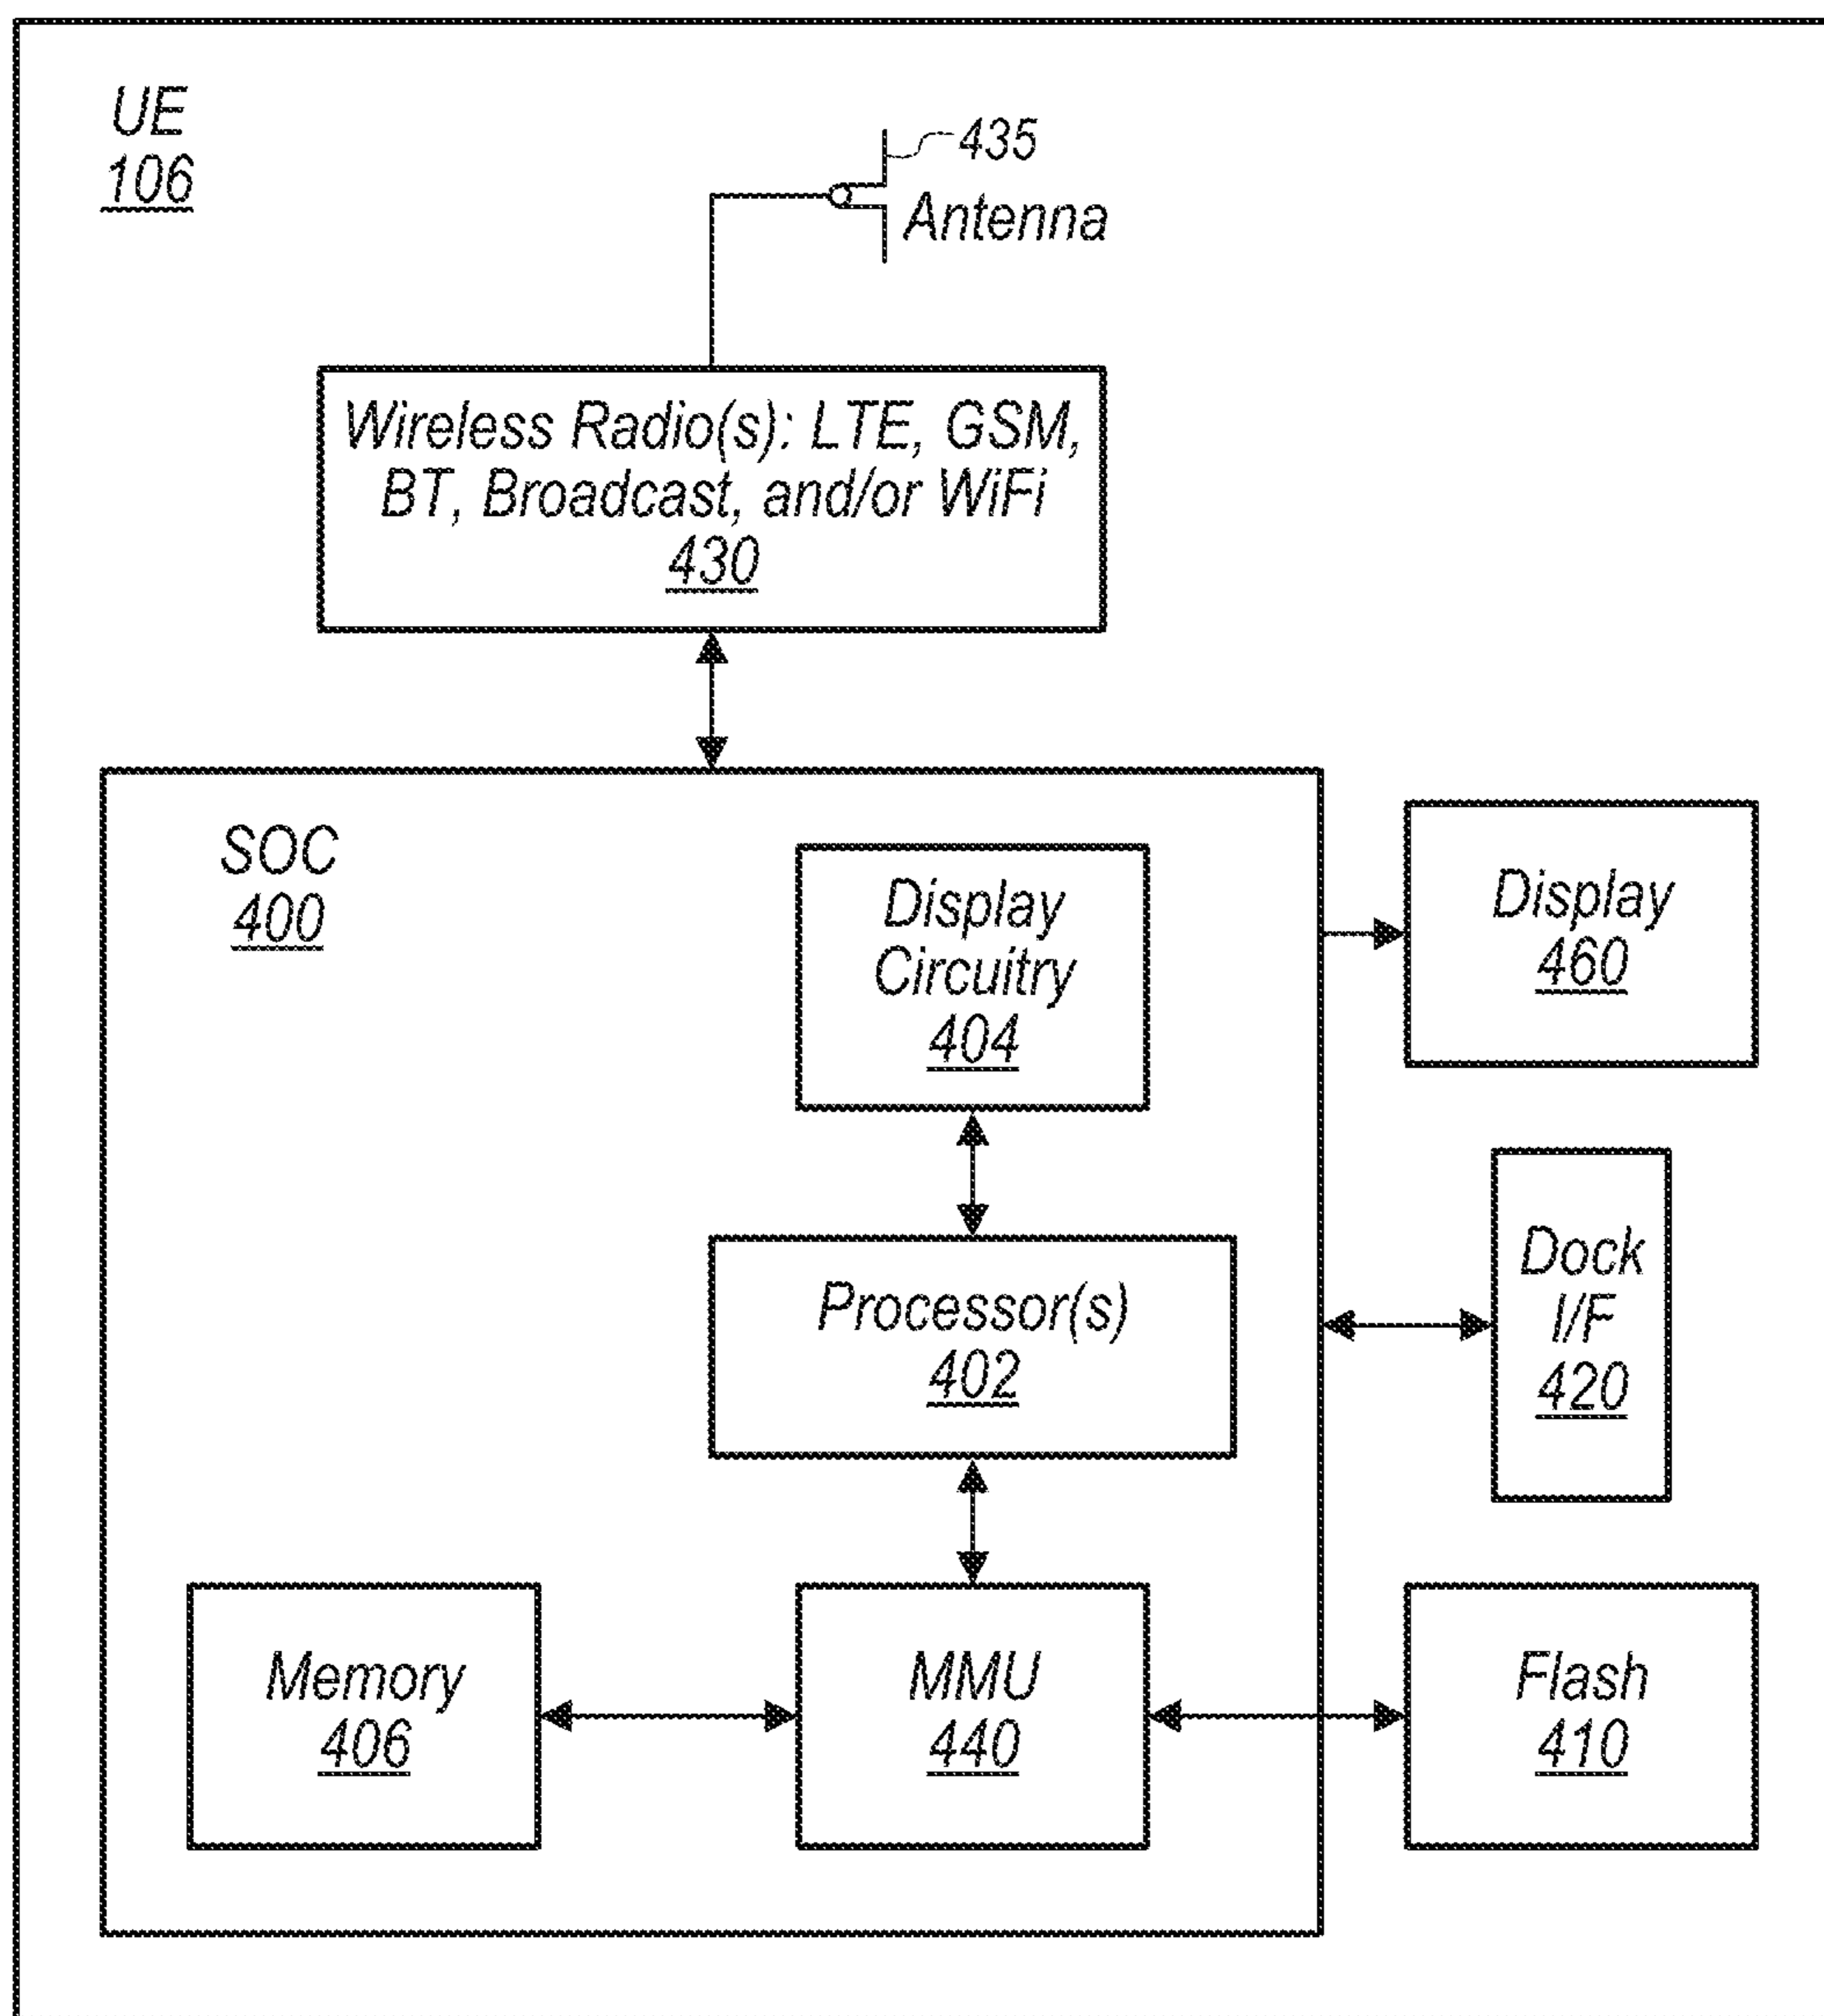 UE
106
435
Antenna
Wireless Radio(s): LTE, GSM,
BT, Broadcast, and/or WiFi
430
SOC
400
Display
Circuitry
404
Display
460
Processor(s)
402
Dock
I/F
420
Memory
406
MMU
440
Flash
410